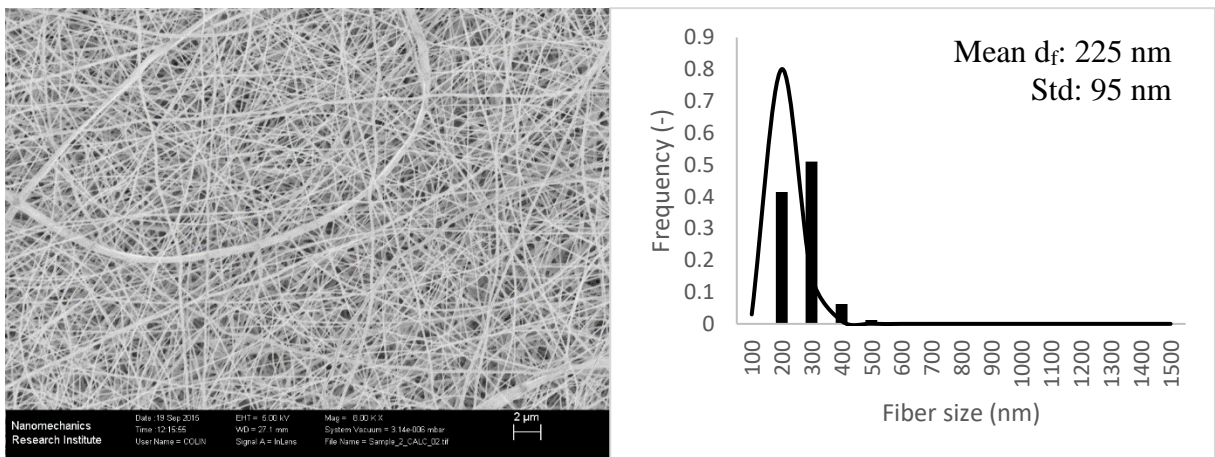 Nanomechanics
Research Institute
Date :19 Sep 2015
Time :12:15:55
User Name = COLIN
EHT = 5.00 kV
WD = 27.1 mm
Signal A = InLens
Mag = 8.00 K X
System Vacuum = 3.14e-006 mbar
File Name = Sample_2_CALC_02.tif
2 µm
Mean df: 225 nm
Std: 95 nm
Frequency (-)
0.9
0.8
0.7
0.6
0.5
0.4
0.3
0.2
0.1
0
100
200
300
400
500
600
700
800
900
1000
1100
1200
1300
1400
1500
Fiber size (nm)